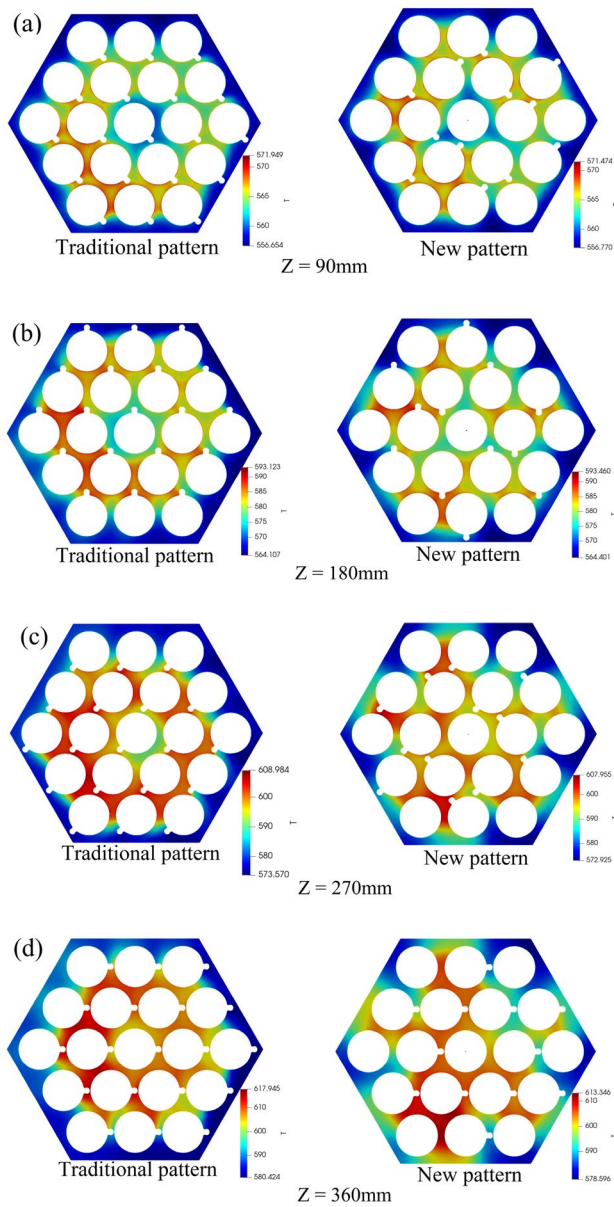 (a)
571.949
570
565
560
556.654
T
Traditional pattern
571.474
570
565
560
556.770
New pattern
Z = 90mm
(b)
593.123
590
585
580
575
570
564.107
T
Traditional pattern
593.460
590
585
580
575
570
564.401
New pattern
Z = 180mm
(c)
608.984
600
590
580
573.570
T
Traditional pattern
607.955
600
590
580
572.925
New pattern
Z = 270mm
(d)
617.945
610
600
590
580.424
T
Traditional pattern
613.346
610
600
590
578.596
New pattern
Z = 360mm